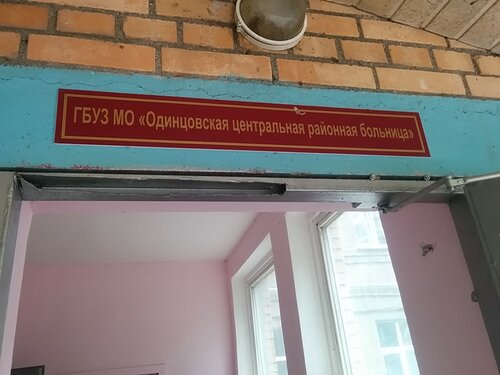 ГБУЗ МО «Одинцовская центральная районная больница»